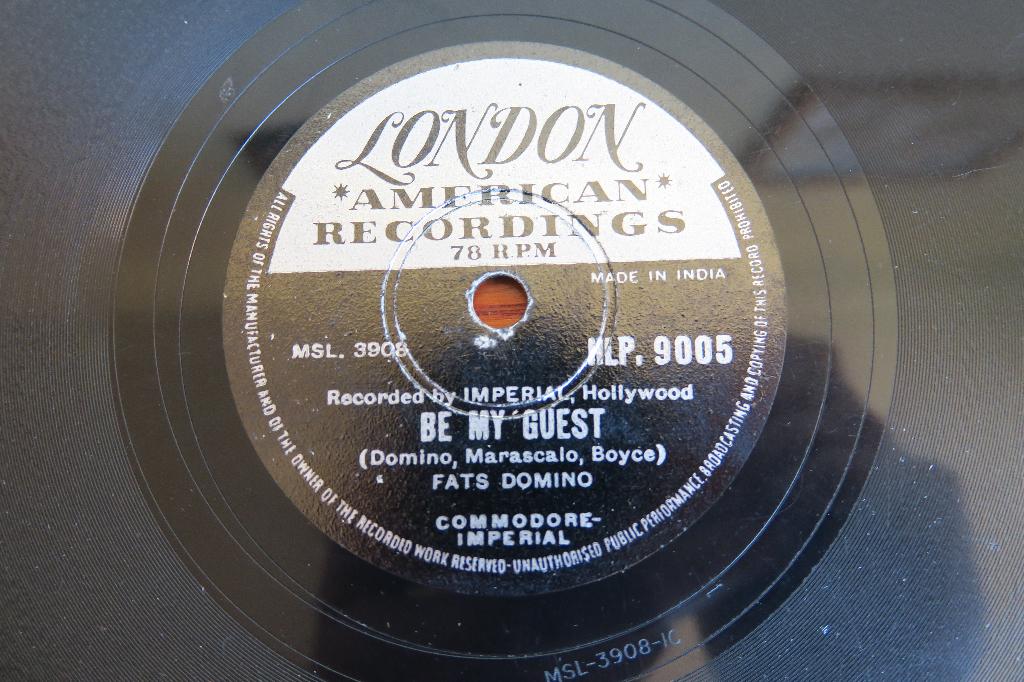 LONDON
*AMERICAN*
RECORDINGS
78 R.P.M
MADE IN INDIA
MSL. 3908
HLP. 9005
Recorded by IMPERIAL, Hollywood
BE MY GUEST
(Domino, Marascalo, Boyce)
FATS DOMINO
COMMODORE-
IMPERIAL
ALL RIGHTS OF THE MANUFACTURER AND OF THE OWNER OF THE RECORDED WORK RESERVED-UNAUTHORISED PUBLIC PERFORMANCE BROADCASTING AND COPYING OF THIS RECORD PROHIBITED
MSL-3908-1C